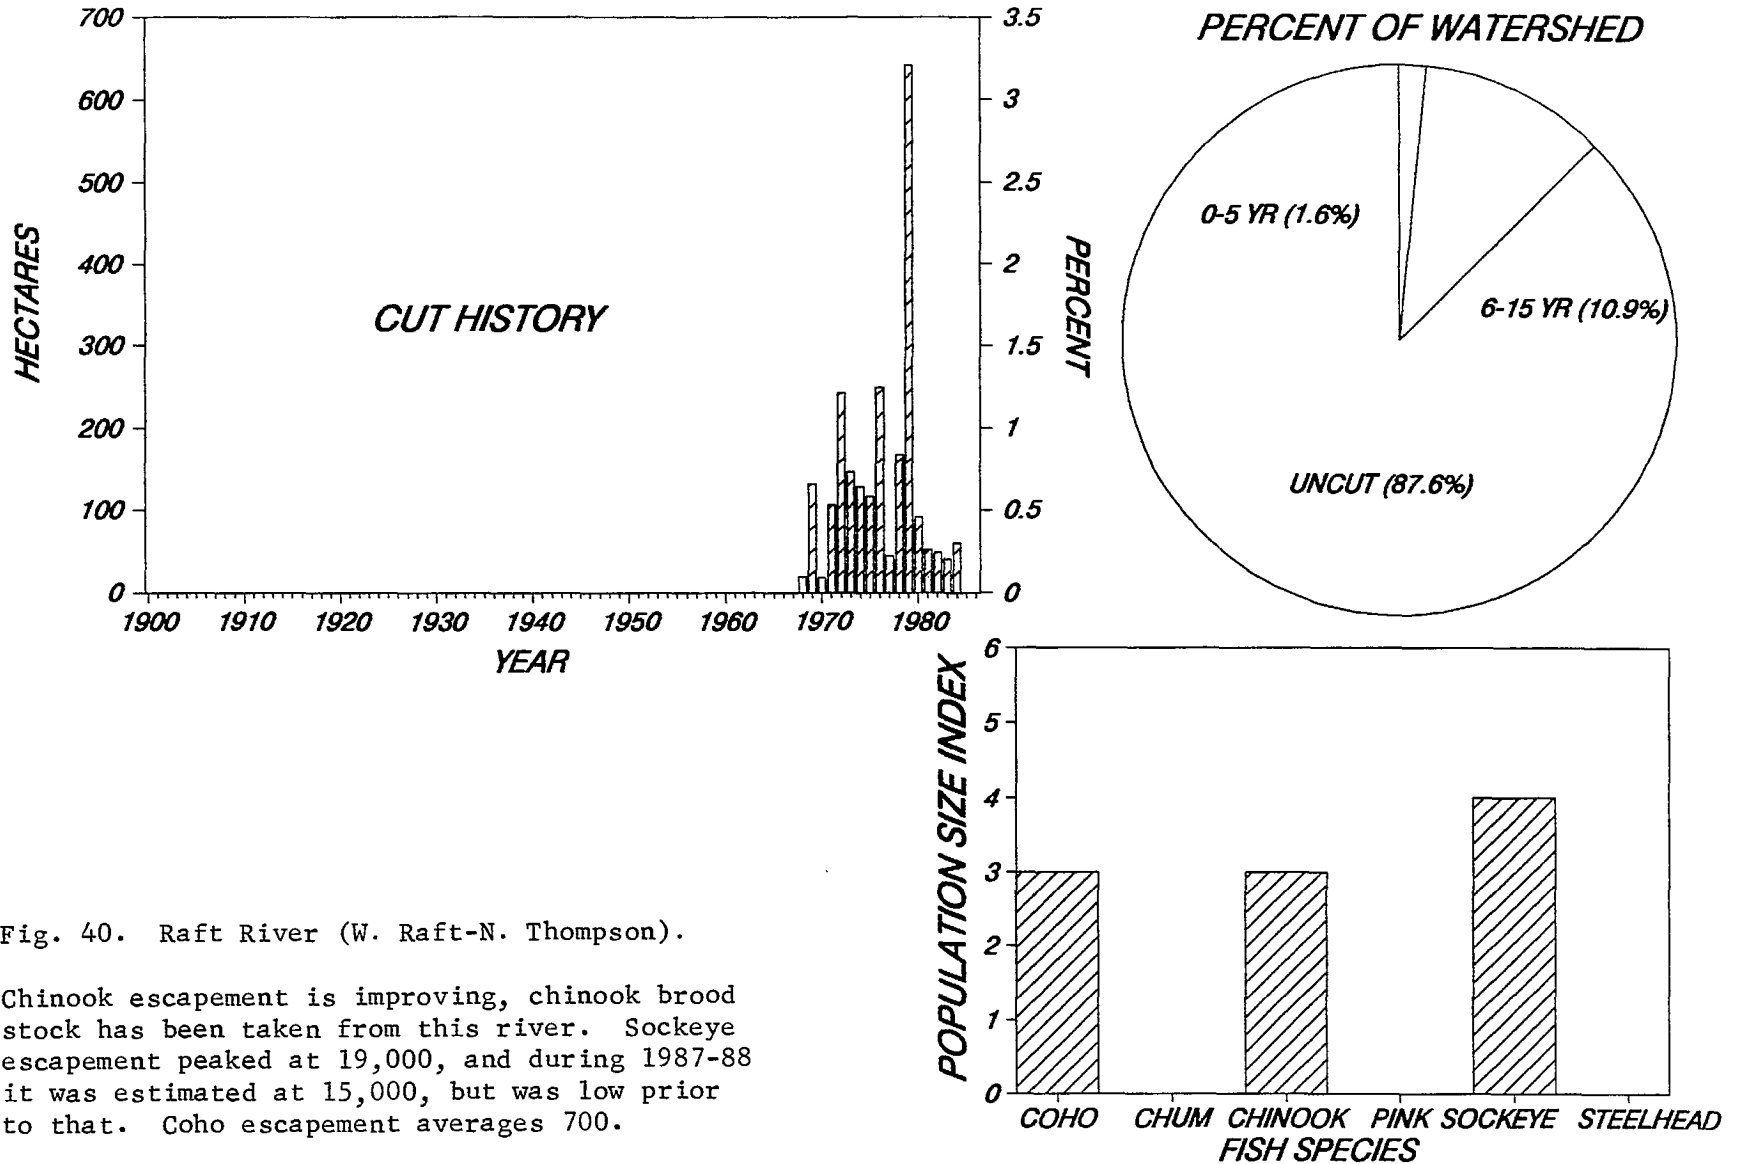 700
600
500
400
300
200
100
0
HECTARES
CUT HISTORY
3.5
3
2.5
2
1.5
1
0.5
0
PERCENT
1900 1910 1920 1930 1940 1950 1960 1970 1980
YEAR
PERCENT OF WATERSHED
0-5 YR (1.6%)
6-15 YR (10.9%)
UNCUT (87.6%)
6
5
4
3
2
1
0
POPULATION SIZE INDEX
COHO CHUM CHINOOK PINK SOCKEYE STEELHEAD
FISH SPECIES
Fig. 40. Raft River (W. Raft-N. Thompson).
Chinook escapement is improving, chinook brood
stock has been taken from this river. Sockeye
escapement peaked at 19,000, and during 1987-88
it was estimated at 15,000, but was low prior
to that. Coho escapement averages 700.